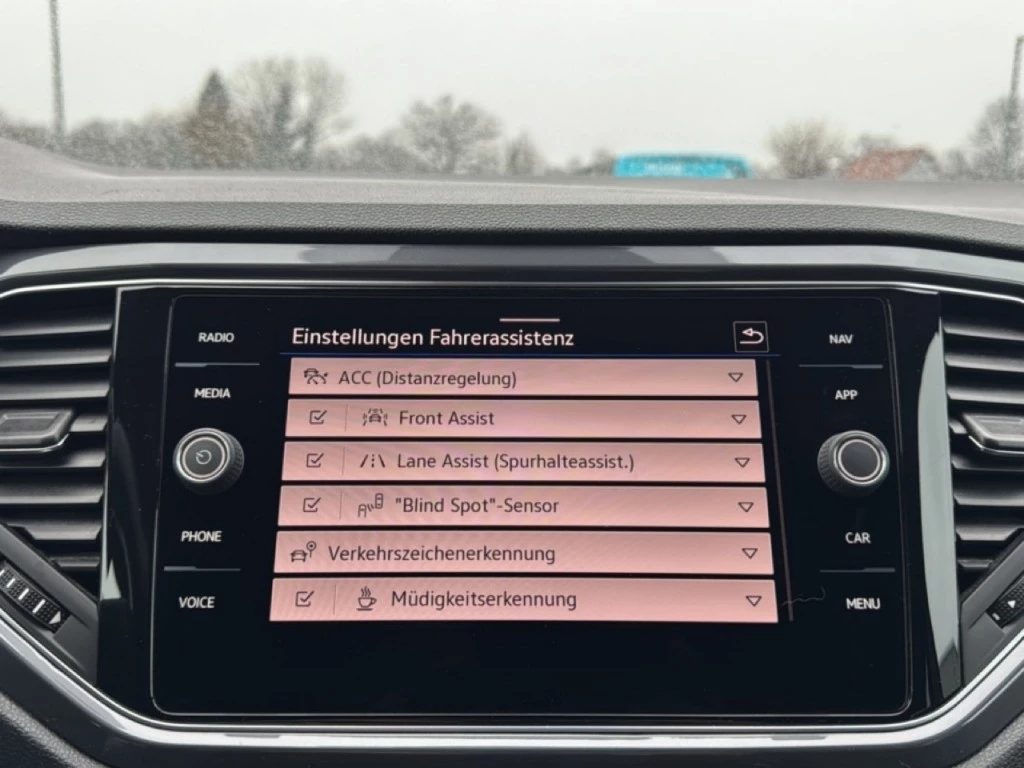 Einstellungen Fahrerassistenz
RADIO
NAV
MEDIA
APP
ACC (Distanzregelung)
Front Assist
Lane Assist (Spurhalteassist.)
"Blind Spot"-Sensor
PHONE
CAR
Verkehrszeichenerkennung
VOICE
MENU
Müdigkeitserkennung